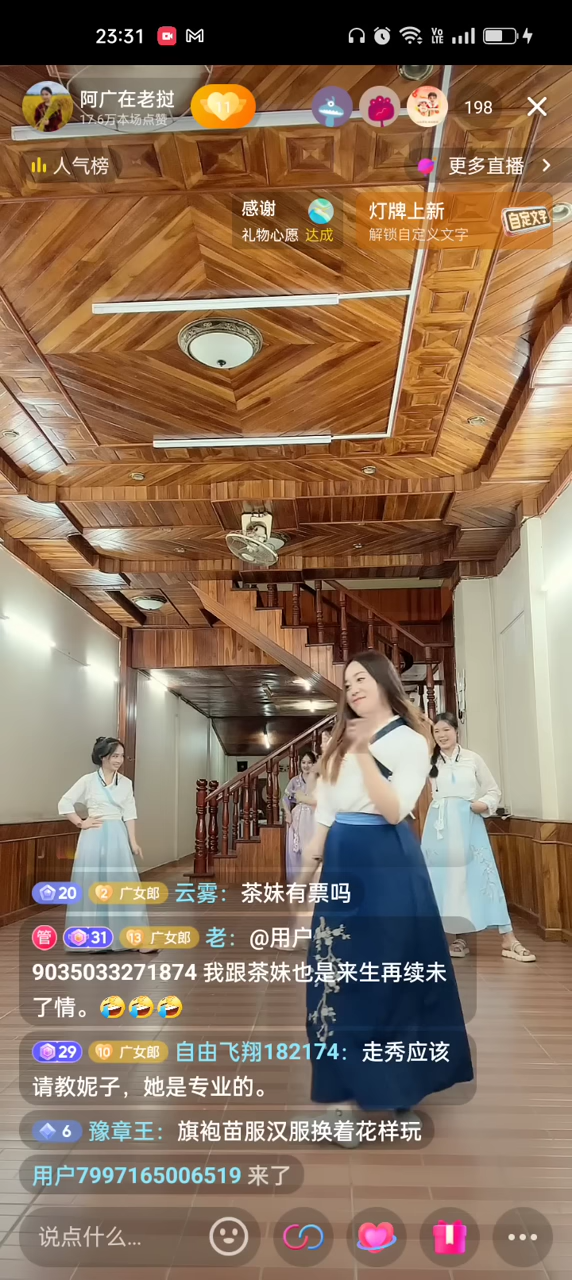 23:31
Vo LTE
阿广在老挝
17.6万本场点赞
11
198
人气榜
更多直播
感谢
礼物心愿 达成
灯牌上新
解锁自定义文字
自定义文字
20 2 广女郎 云雾：茶妹有票吗
管 31 13 广女郎 老：@用户
9035033271874 我跟茶妹也是来生再续未
了情。🤣🤣🤣
29 10 广女郎 自由飞翔182174：走秀应该
请教妮子，她是专业的。
6 豫章王：旗袍苗服汉服换着花样玩
用户7997165006519 来了
说点什么...